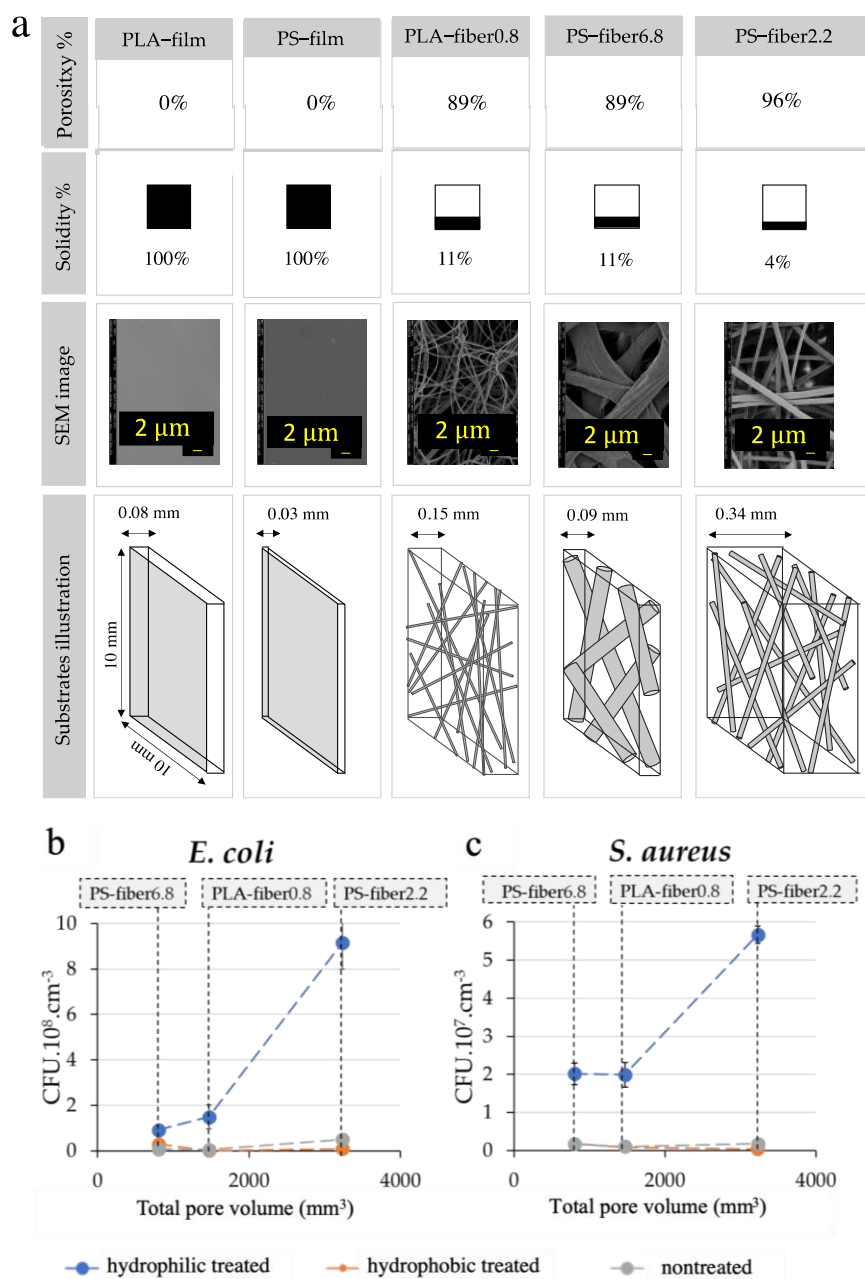 a
Porositxy %
PLA–film
PS–film
PLA–fiber0.8
PS–fiber6.8
PS–fiber2.2
0%
0%
89%
89%
96%
Solidity %
100%
100%
11%
11%
4%
SEM image
2 μm
2 μm
2 μm
2 μm
2 μm
Substrates illustration
0.08 mm
0.03 mm
0.15 mm
0.09 mm
0.34 mm
10 mm
10 mm
b
E. coli
PS-fiber6.8
PLA-fiber0.8
PS-fiber2.2
CFU.10⁸.cm⁻³
10
8
6
4
2
0
0
2000
4000
Total pore volume (mm³)
c
S. aureus
PS-fiber6.8
PLA-fiber0.8
PS-fiber2.2
CFU.10⁷.cm⁻³
6
5
4
3
2
1
0
0
2000
4000
Total pore volume (mm³)
hydrophilic treated
hydrophobic treated
nontreated